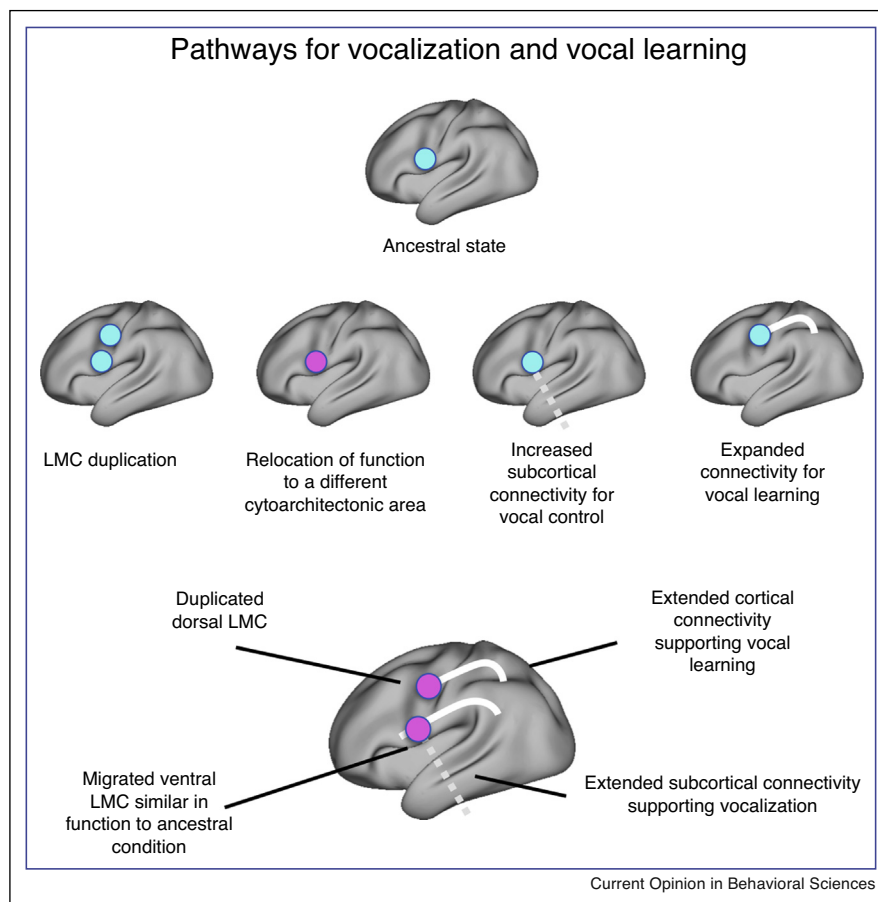 Pathways for vocalization and vocal learning
Ancestral state
LMC duplication
Relocation of function
to a different
cytoarchitectonic area
Increased
subcortical
connectivity for
vocal control
Expanded
connectivity for
vocal learning
Duplicated
dorsal LMC
Extended cortical
connectivity
supporting vocal
learning
Migrated ventral
LMC similar in
function to ancestral
condition
Extended subcortical connectivity
supporting vocalization
Current Opinion in Behavioral Sciences